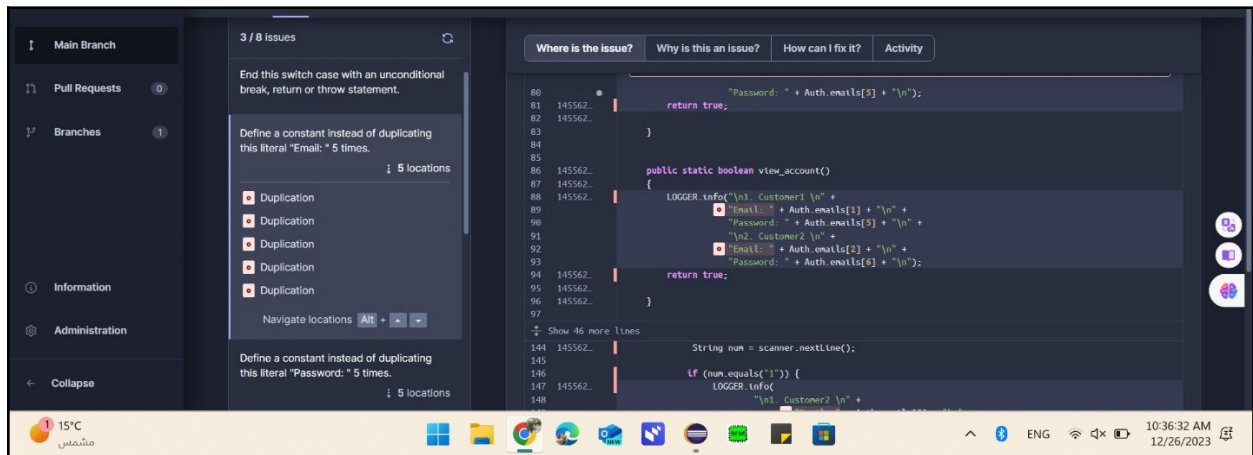 Main Branch
Pull Requests 0
Branches 1
Information
Administration
Collapse
3 / 8 issues
End this switch case with an unconditional
break, return or throw statement.
Define a constant instead of duplicating
this literal "Email: " 5 times.
5 locations
Duplication
Duplication
Duplication
Duplication
Duplication
Navigate locations Alt +
Define a constant instead of duplicating
this literal "Password: " 5 times.
5 locations
Where is the issue? Why is this an issue? How can I fix it? Activity
80 "Password: " + Auth.emails[5] + "\n");
81 145562… return true;
82 145562…
83 }
84
85
86 145562… public static boolean view_account()
87 145562… {
88 145562… LOGGER.info("\n1. Customer1 \n" +
89 "Email: " + Auth.emails[1] + "\n" +
90 "Password: " + Auth.emails[5] + "\n" +
91 "\n2. Customer2 \n" +
92 "Email: " + Auth.emails[2] + "\n" +
93 "Password: " + Auth.emails[6] + "\n");
94 145562… return true;
95 145562…
96 145562… }
97
Show 46 more lines
144 145562… String num = scanner.nextLine();
145
146 if (num.equals("1")) {
147 145562… LOGGER.info(
148 "\n1. Customer2 \n" +
1 15°C
مشمس
NEW
ENG
10:36:32 AM
12/26/2023